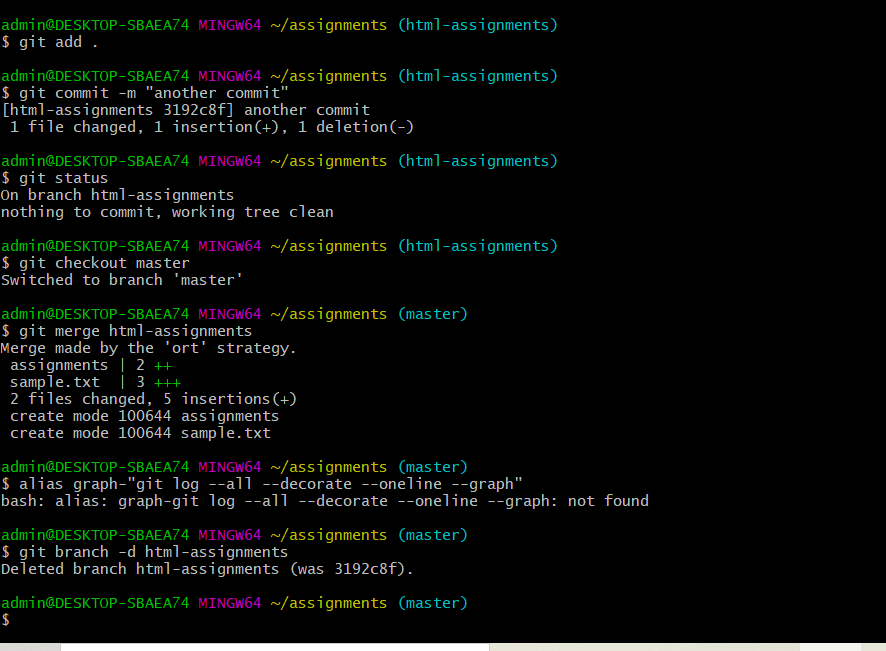 admin@DESKTOP-SBAEA74 MINGW64 ~/assignments (html-assignments)
$ git add .
admin@DESKTOP-SBAEA74 MINGW64 ~/assignments (html-assignments)
$ git commit -m "another commit"
[html-assignments 3192c8f] another commit
 1 file changed, 1 insertion(+), 1 deletion(-)
admin@DESKTOP-SBAEA74 MINGW64 ~/assignments (html-assignments)
$ git status
On branch html-assignments
nothing to commit, working tree clean
admin@DESKTOP-SBAEA74 MINGW64 ~/assignments (html-assignments)
$ git checkout master
Switched to branch 'master'
admin@DESKTOP-SBAEA74 MINGW64 ~/assignments (master)
$ git merge html-assignments
Merge made by the 'ort' strategy.
 assignments | 2 ++
 sample.txt  | 3 +++
 2 files changed, 5 insertions(+)
 create mode 100644 assignments
 create mode 100644 sample.txt
admin@DESKTOP-SBAEA74 MINGW64 ~/assignments (master)
$ alias graph-"git log --all --decorate --oneline --graph"
bash: alias: graph-git log --all --decorate --oneline --graph: not found
admin@DESKTOP-SBAEA74 MINGW64 ~/assignments (master)
$ git branch -d html-assignments
Deleted branch html-assignments (was 3192c8f).
admin@DESKTOP-SBAEA74 MINGW64 ~/assignments (master)
$